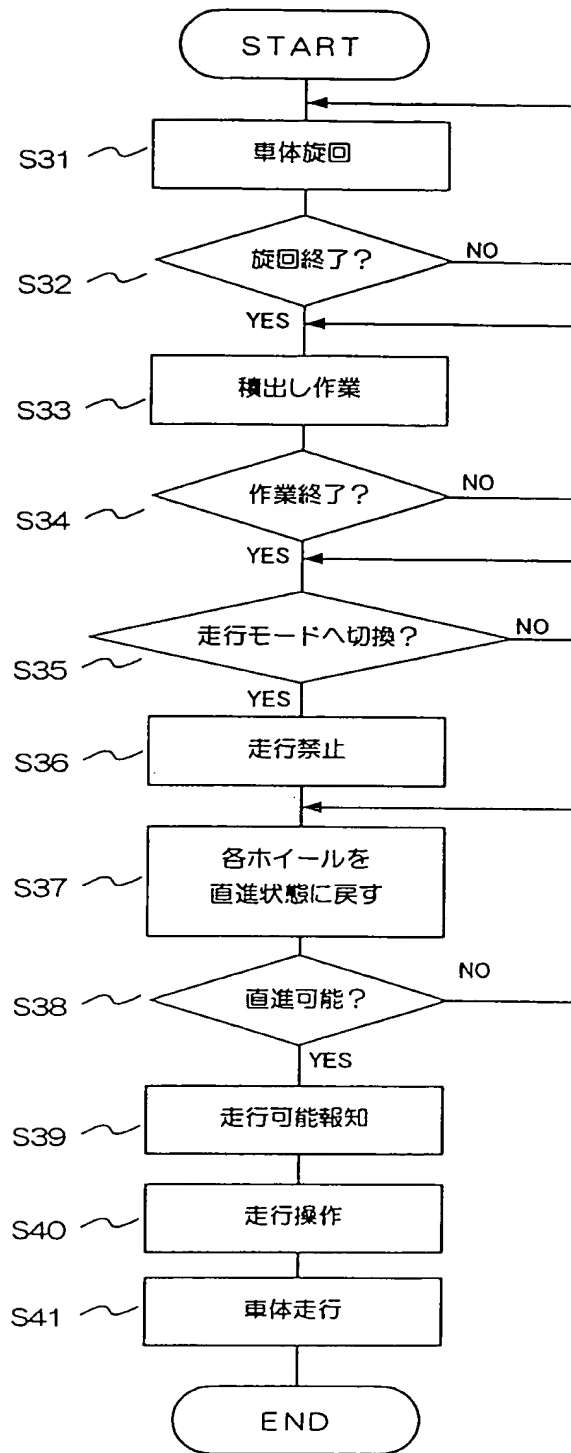 START
S31
車体旋回
S32
旋回終了?
NO
YES
S33
積出し作業
S34
作業終了?
NO
YES
S35
走行モードへ切換?
NO
YES
S36
走行禁止
S37
各ホイールを
直進状態に戻す
S38
直進可能?
NO
YES
S39
走行可能報知
S40
走行操作
S41
車体走行
END